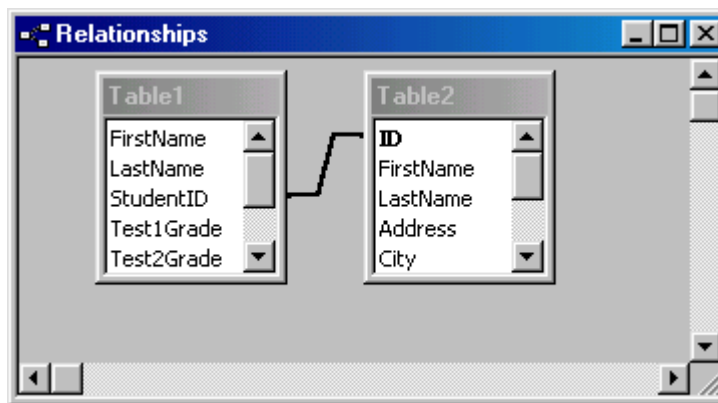 Relationships
Table1
FirstName
LastName
StudentID
Test1Grade
Test2Grade
Table2
ID
FirstName
LastName
Address
City